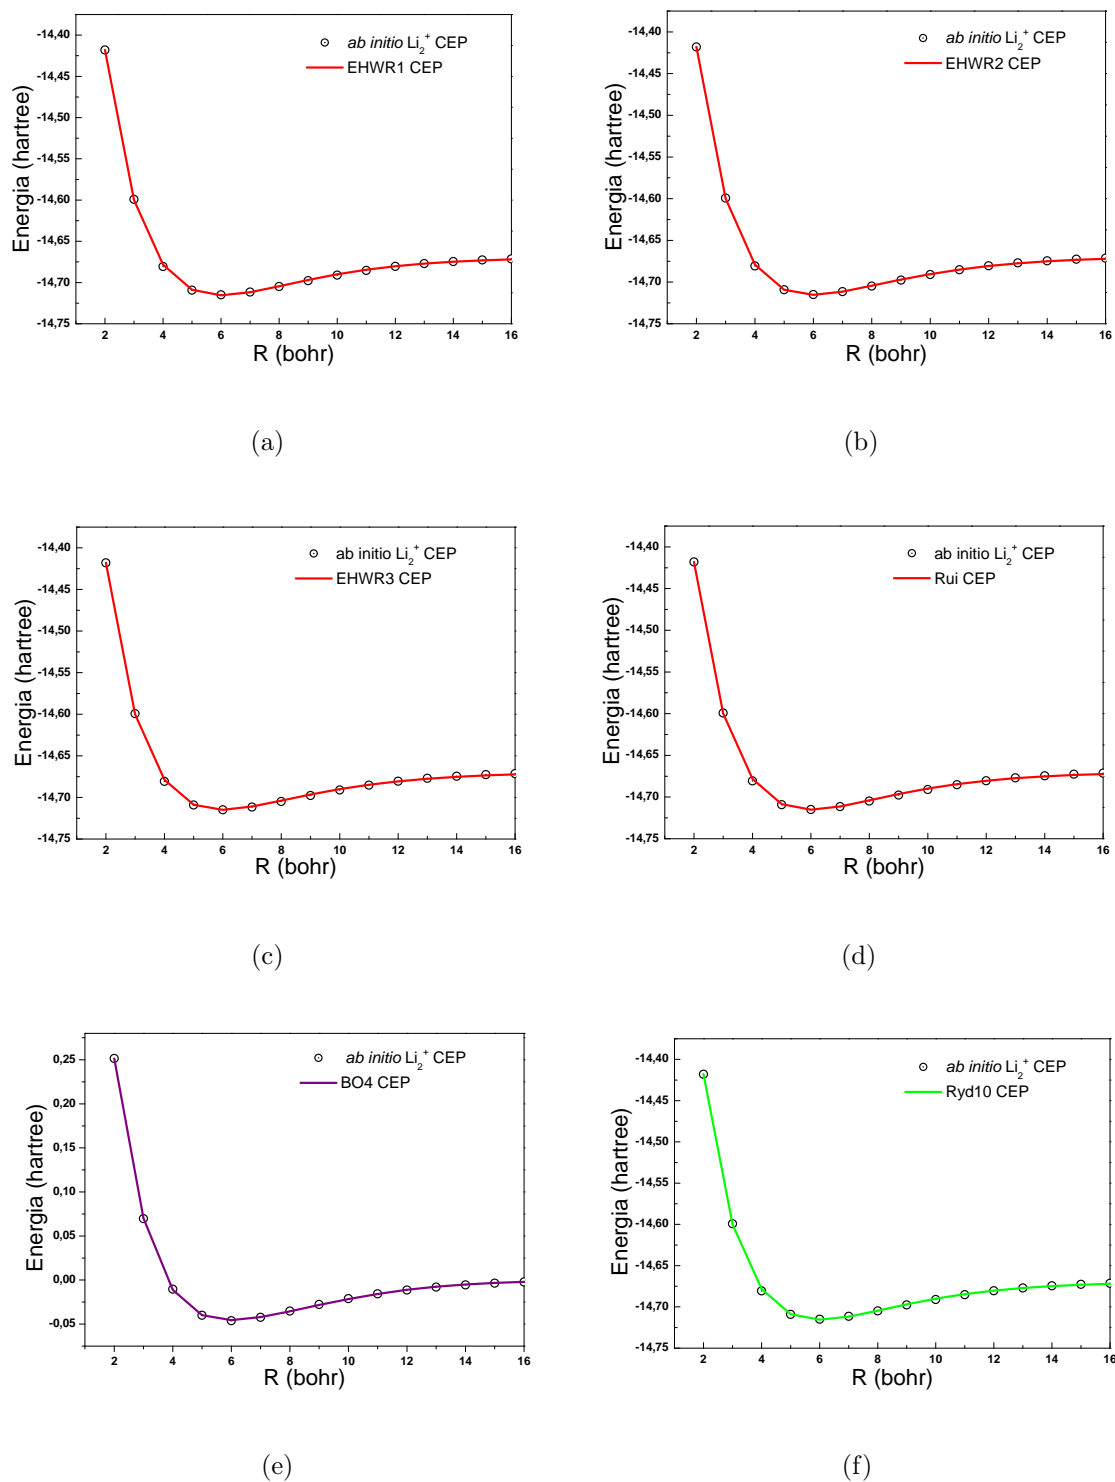 -14,40
-14,45
-14,50
-14,55
-14,60
-14,65
-14,70
-14,75
Energia (hartree)
ab initio Li2+ CEP
EHWR1 CEP
2 4 6 8 10 12 14 16
R (bohr)
(a)
-14,40
-14,45
-14,50
-14,55
-14,60
-14,65
-14,70
-14,75
Energia (hartree)
ab initio Li2+ CEP
EHWR2 CEP
2 4 6 8 10 12 14 16
R (bohr)
(b)
-14,40
-14,45
-14,50
-14,55
-14,60
-14,65
-14,70
-14,75
Energia (hartree)
ab initio Li2+ CEP
EHWR3 CEP
2 4 6 8 10 12 14 16
R (bohr)
(c)
-14,40
-14,45
-14,50
-14,55
-14,60
-14,65
-14,70
-14,75
Energia (hartree)
ab initio Li2+ CEP
Rui CEP
2 4 6 8 10 12 14 16
R (bohr)
(d)
0,25
0,20
0,15
0,10
0,05
0,00
-0,05
Energia (hartree)
ab initio Li2+ CEP
BO4 CEP
2 4 6 8 10 12 14 16
R (bohr)
(e)
-14,40
-14,45
-14,50
-14,55
-14,60
-14,65
-14,70
-14,75
Energia (hartree)
ab initio Li2+ CEP
Ryd10 CEP
2 4 6 8 10 12 14 16
R (bohr)
(f)